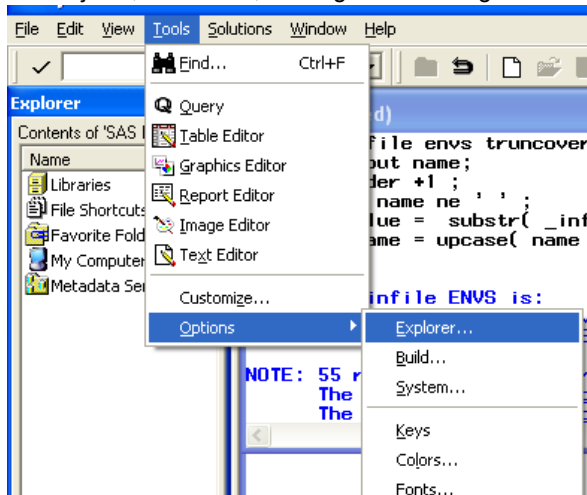 File Edit View Tools Solutions Window Help
Find... Ctrl+F
Query
Table Editor
Graphics Editor
Report Editor
Image Editor
Text Editor
Customize...
Options
Explorer...
Build...
System...
Keys
Colors...
Fonts...
Explorer
Contents of 'SAS
Name
Libraries
File Shortcuts
Favorite Fold
My Computer
Metadata Ser
d)
file envs truncover
put name;
der +1 ;
name ne ' ' ;
lue = substr( _inf
ame = upcase( name
infile ENVS is:
NOTE: 55 r
The
The